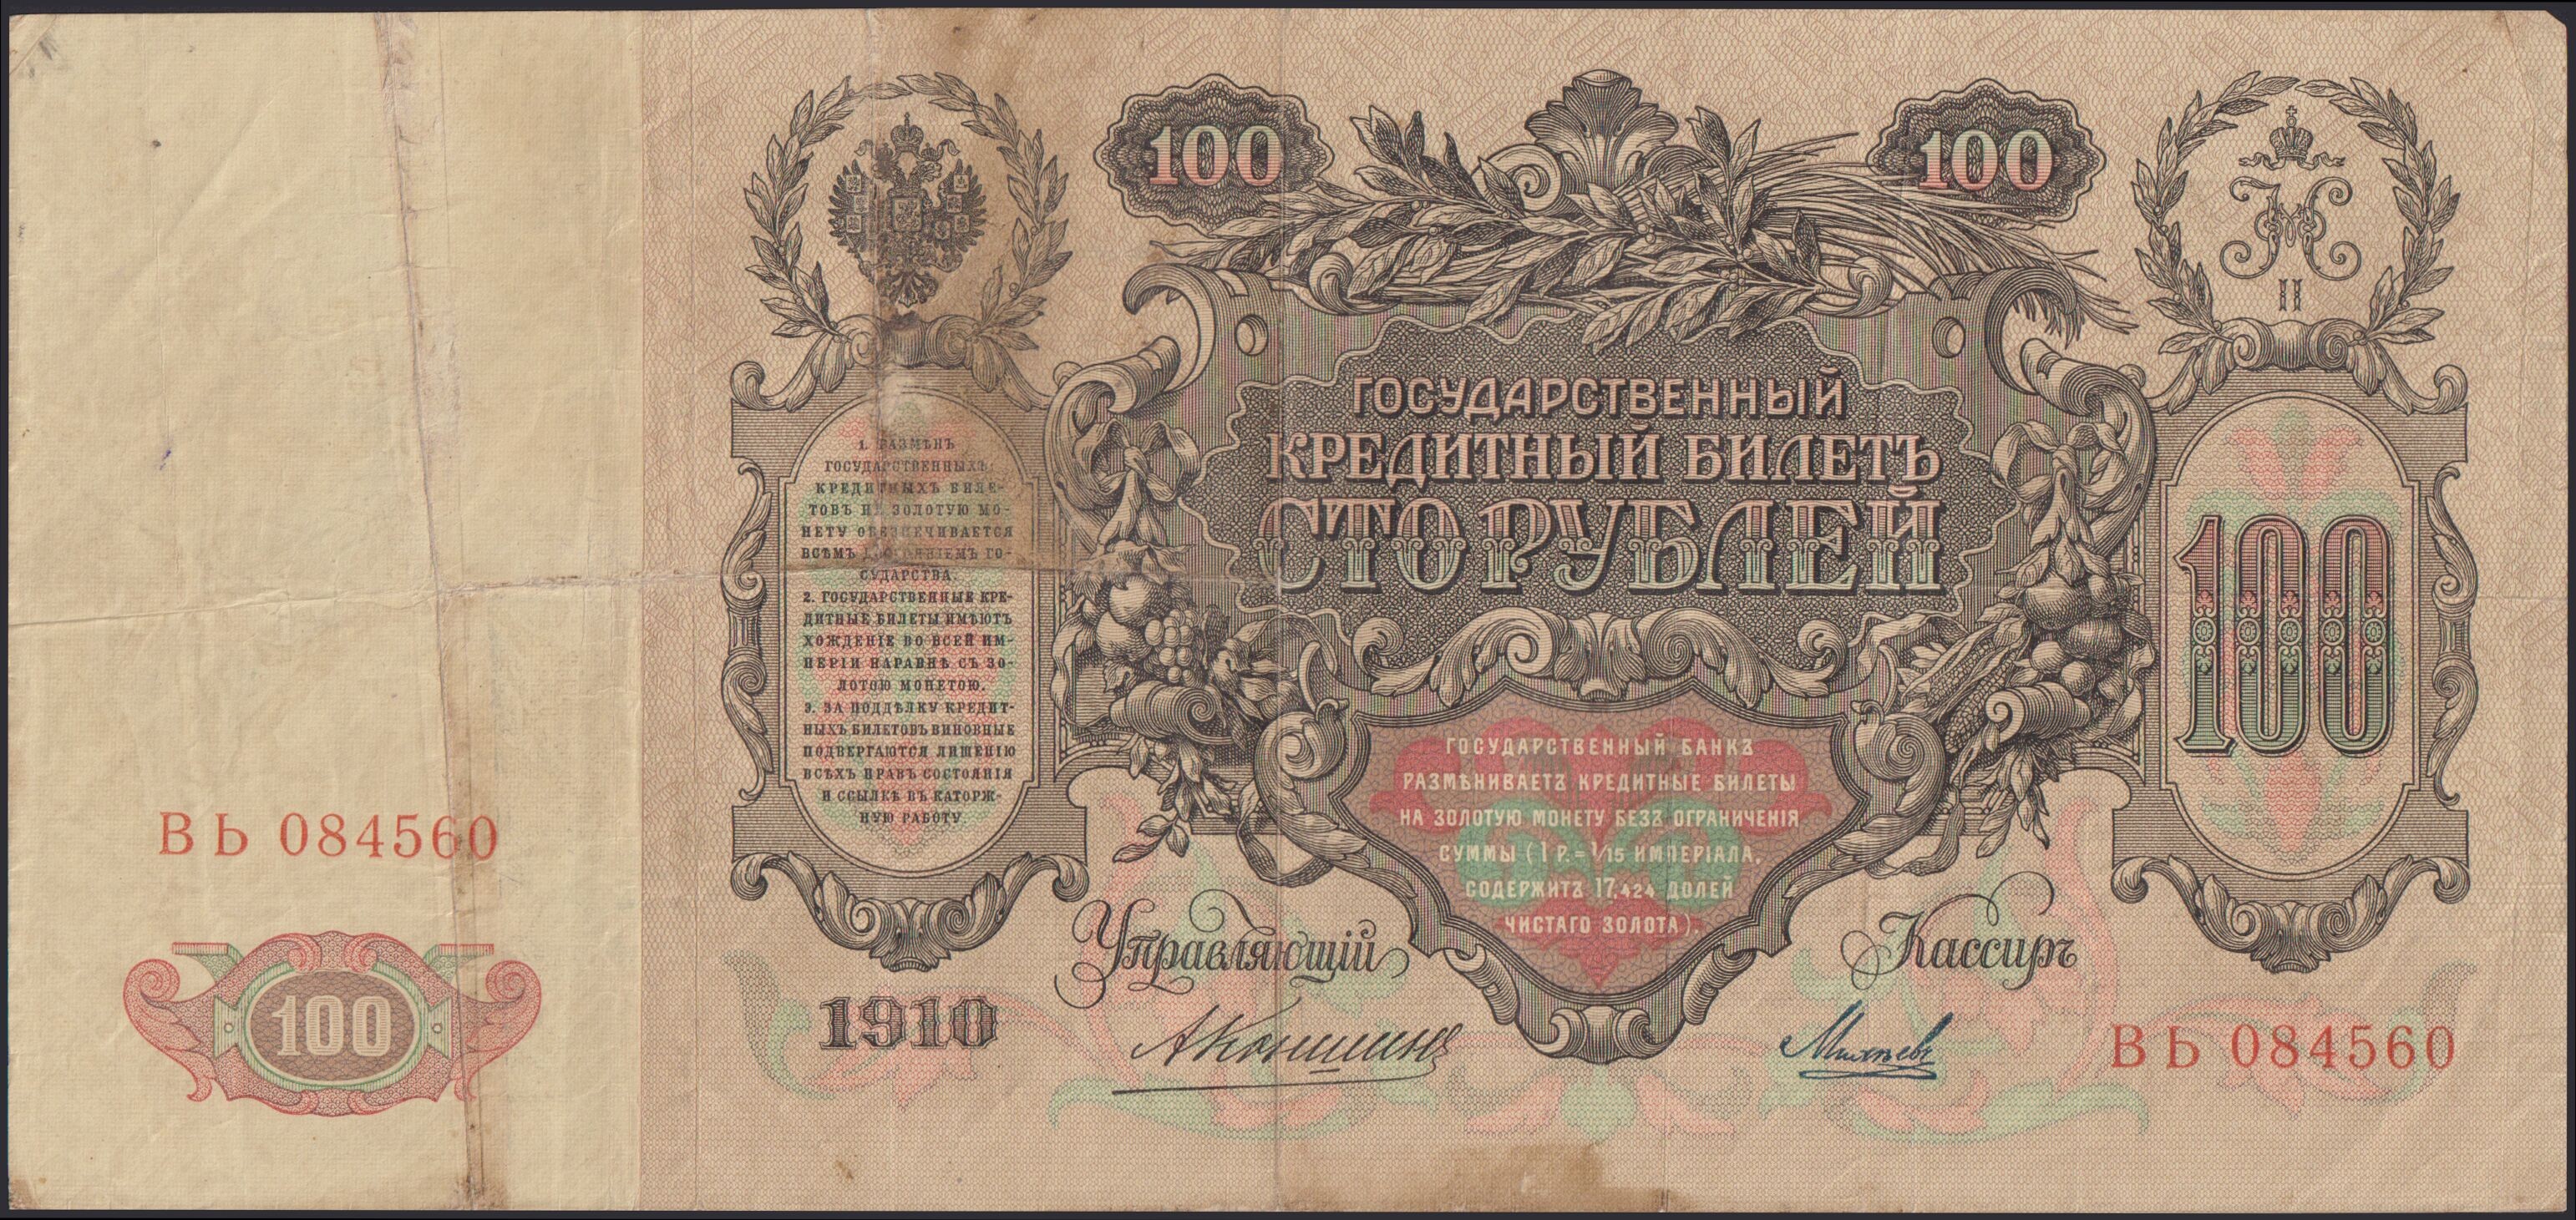 100
100
II
ГОСУДАРСТВЕННЫЙ
КРЕДИТНЫЙ БИЛЕТЪ
СТО РУБЛЕЙ
1. РАЗМѢНЪ
ГОСУДАРСТВЕННЫХЪ
КРЕДИТНЫХЪ БИЛЕ-
ТОВЪ НА ЗОЛОТУЮ МО-
НЕТУ ОБЕЗПЕЧИВАЕТСЯ
ВСѢМЪ ДОСТОЯНІЕМЪ ГО-
СУДАРСТВА.
2. ГОСУДАРСТВЕННЫЕ КРЕ-
ДИТНЫЕ БИЛЕТЫ ИМѢЮТЪ
ХОЖДЕНІЕ ВО ВСЕЙ ИМ-
ПЕРІИ НАРАВНѢ СЪ ЗО-
ЛОТОЮ МОНЕТОЮ.
3. ЗА ПОДДѢЛКУ КРЕДИТ-
НЫХЪ БИЛЕТОВЪ ВИНОВНЫЕ
ПОДВЕРГАЮТСЯ ЛИШЕНІЮ
ВСѢХЪ ПРАВЪ СОСТОЯНІЯ
И ССЫЛКѢ ВЪ КАТОРЖ-
НУЮ РАБОТУ
100
ГОСУДАРСТВЕННЫЙ БАНКЪ
РАЗМѢНИВАЕТЪ КРЕДИТНЫЕ БИЛЕТЫ
НА ЗОЛОТУЮ МОНЕТУ БЕЗЪ ОГРАНИЧЕНІЯ
СУММЫ (1 Р.= 1/15 ИМПЕРІАЛА,
СОДЕРЖИТЪ 17,424 ДОЛЕЙ
ЧИСТАГО ЗОЛОТА).
ВЬ 084560
100
Управляющій
Кассиръ
1910
АКоншинъ
ВЬ 084560